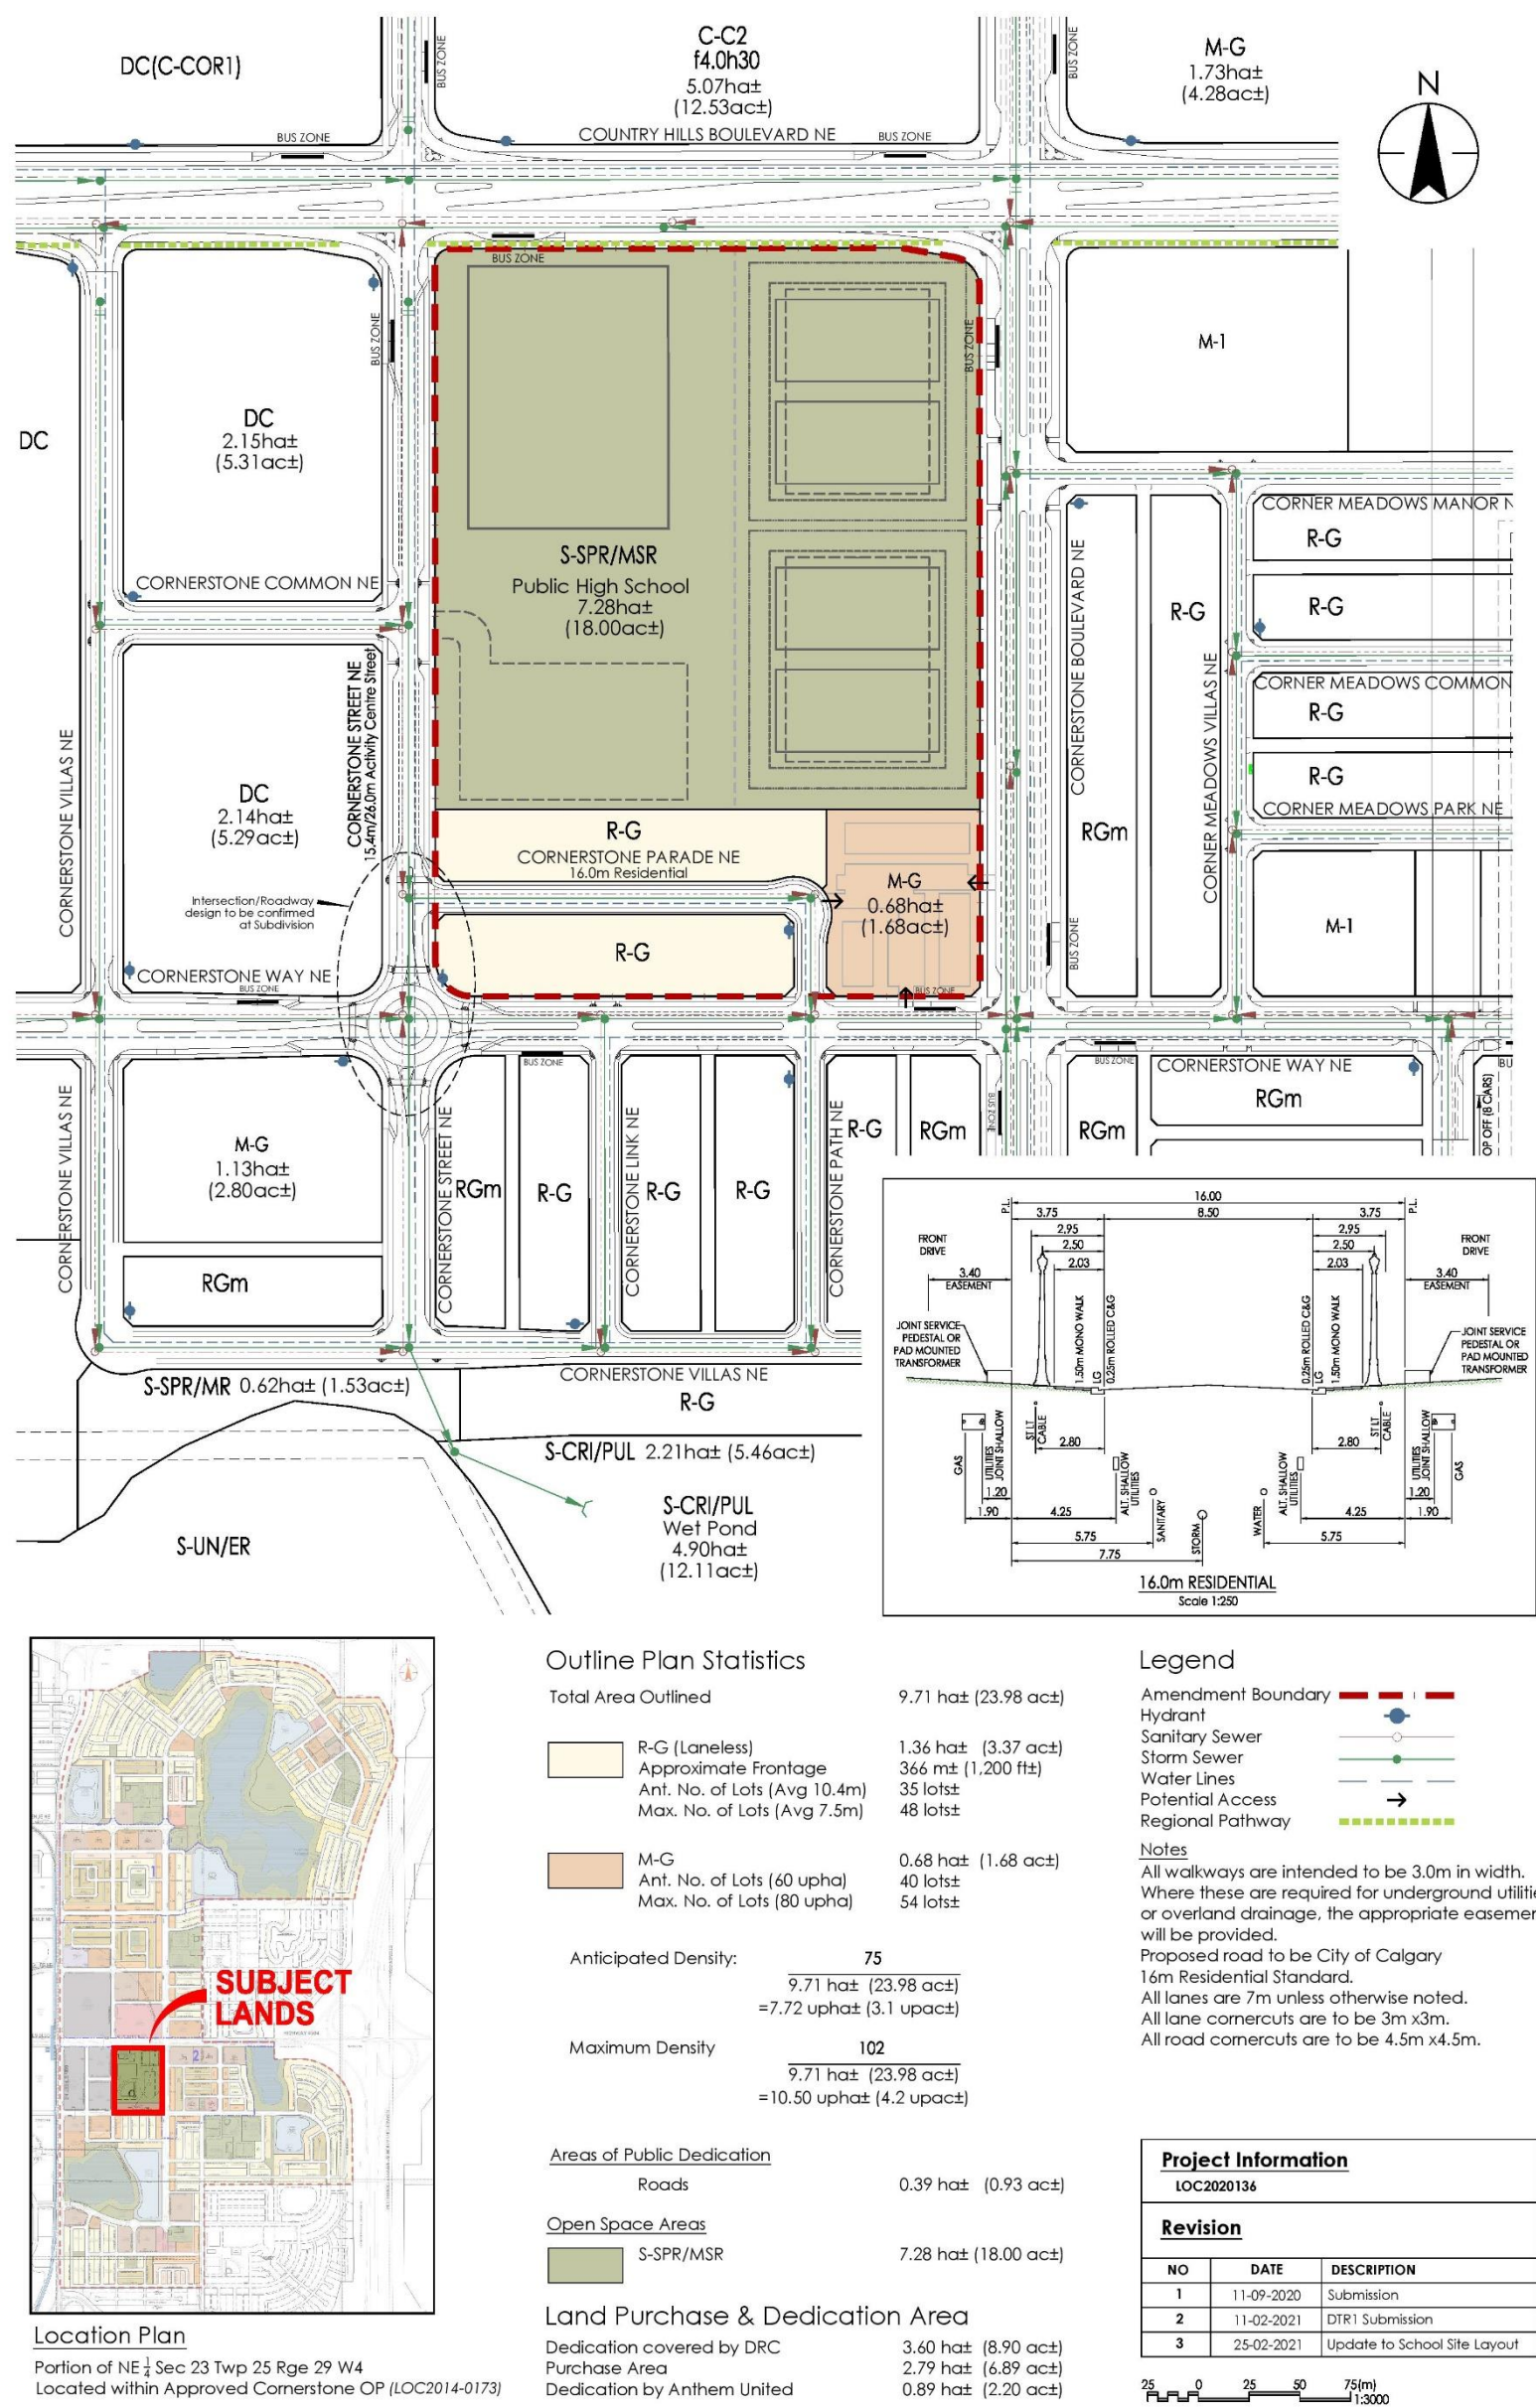 DC(C-COR1)
BUS ZONE
C-C2
f4.0h30
5.07ha±
(12.53ac±)
BUS ZONE
M-G
1.73ha±
(4.28ac±)
N
BUS ZONE
COUNTRY HILLS BOULEVARD NE
BUS ZONE
BUS ZONE
BUS ZONE
BUS ZONE
DC
DC
2.15ha±
(5.31ac±)
M-1
CORNERSTONE COMMON NE
S-SPR/MSR
Public High School
7.28ha±
(18.00ac±)
CORNER MEADOWS MANOR N
R-G
R-G
R-G
CORNER MEADOWS COMMON
R-G
R-G
CORNER MEADOWS PARK NE
CORNERSTONE BOULEVARD NE
CORNER MEADOWS VILLAS NE
RGm
M-1
BUS ZONE
CORNERSTONE VILLAS NE
DC
2.14ha±
(5.29ac±)
CORNERSTONE STREET NE
15.4m/26.0m Activity Centre Street
R-G
CORNERSTONE PARADE NE
16.0m Residential
R-G
M-G
0.68ha±
(1.68ac±)
BUS ZONE
Intersection/Roadway
design to be confirmed
at Subdivision
CORNERSTONE WAY NE
BUS ZONE
BUS ZONE
BUS ZONE
BUS ZONE
CORNERSTONE WAY NE
RGm
RGm
BU
OP OFF (8 CARS)
CORNERSTONE VILLAS NE
M-G
1.13ha±
(2.80ac±)
RGm
CORNERSTONE STREET NE
RGm
R-G
CORNERSTONE LINK NE
R-G
R-G
CORNERSTONE PATH NE
R-G
RGm
CORNERSTONE VILLAS NE
R-G
S-SPR/MR 0.62ha± (1.53ac±)
S-CRI/PUL 2.21ha± (5.46ac±)
S-CRI/PUL
Wet Pond
4.90ha±
(12.11ac±)
S-UN/ER
16.00
P.L.
P.L.
3.75
8.50
3.75
2.95
2.95
2.50
2.50
2.03
2.03
FRONT
DRIVE
FRONT
DRIVE
3.40
EASEMENT
3.40
EASEMENT
JOINT SERVICE
PEDESTAL OR
PAD MOUNTED
TRANSFORMER
1.50m MONO WALK
LG
0.25m ROLLED C&G
0.25m ROLLED C&G
LG
1.50m MONO WALK
JOINT SERVICE
PEDESTAL OR
PAD MOUNTED
TRANSFORMER
GAS
UTILITIES
JOINT SHALLOW
ST LT
CABLE
2.80
ALT. SHALLOW
UTILITIES
SANITARY
STORM
WATER
ALT. SHALLOW
UTILITIES
2.80
ST LT
CABLE
UTILITIES
JOINT SHALLOW
GAS
1.20
1.90
4.25
4.25
1.20
1.90
5.75
5.75
7.75
16.0m RESIDENTIAL
Scale 1:250
SUBJECT
LANDS
1
2
Location Plan
Portion of NE 1/4 Sec 23 Twp 25 Rge 29 W4
Located within Approved Cornerstone OP (LOC2014-0173)
Outline Plan Statistics
Total Area Outlined 9.71 ha± (23.98 ac±)
R-G (Laneless) 1.36 ha± (3.37 ac±)
Approximate Frontage 366 m± (1,200 ft±)
Ant. No. of Lots (Avg 10.4m) 35 lots±
Max. No. of Lots (Avg 7.5m) 48 lots±
M-G 0.68 ha± (1.68 ac±)
Ant. No. of Lots (60 upha) 40 lots±
Max. No. of Lots (80 upha) 54 lots±
Anticipated Density: 75
9.71 ha± (23.98 ac±)
=7.72 upha± (3.1 upac±)
Maximum Density 102
9.71 ha± (23.98 ac±)
=10.50 upha± (4.2 upac±)
Areas of Public Dedication
Roads 0.39 ha± (0.93 ac±)
Open Space Areas
S-SPR/MSR 7.28 ha± (18.00 ac±)
Land Purchase & Dedication Area
Dedication covered by DRC 3.60 ha± (8.90 ac±)
Purchase Area 2.79 ha± (6.89 ac±)
Dedication by Anthem United 0.89 ha± (2.20 ac±)
Legend
Amendment Boundary
Hydrant
Sanitary Sewer
Storm Sewer
Water Lines
Potential Access
Regional Pathway
Notes
All walkways are intended to be 3.0m in width.
Where these are required for underground utilitie
or overland drainage, the appropriate easemer
will be provided.
Proposed road to be City of Calgary
16m Residential Standard.
All lanes are 7m unless otherwise noted.
All lane cornercuts are to be 3m x3m.
All road cornercuts are to be 4.5m x4.5m.
Project Information
LOC2020136
Revision
NO DATE DESCRIPTION
1 11-09-2020 Submission
2 11-02-2021 DTR1 Submission
3 25-02-2021 Update to School Site Layout
25 0 25 50 75(m)
1:3000